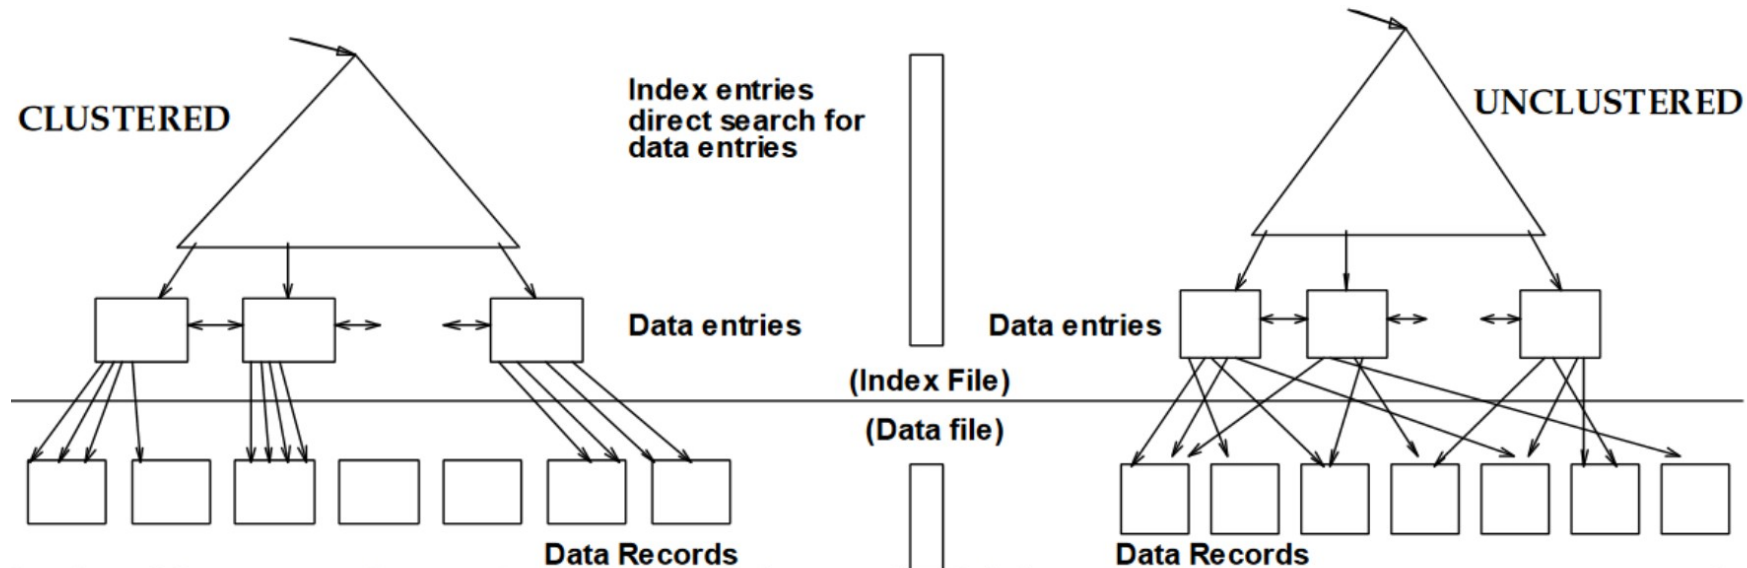 CLUSTERED
Index entries
direct search for
data entries
UNCLUSTERED
Data entries
Data entries
(Index File)
(Data file)
Data Records
Data Records